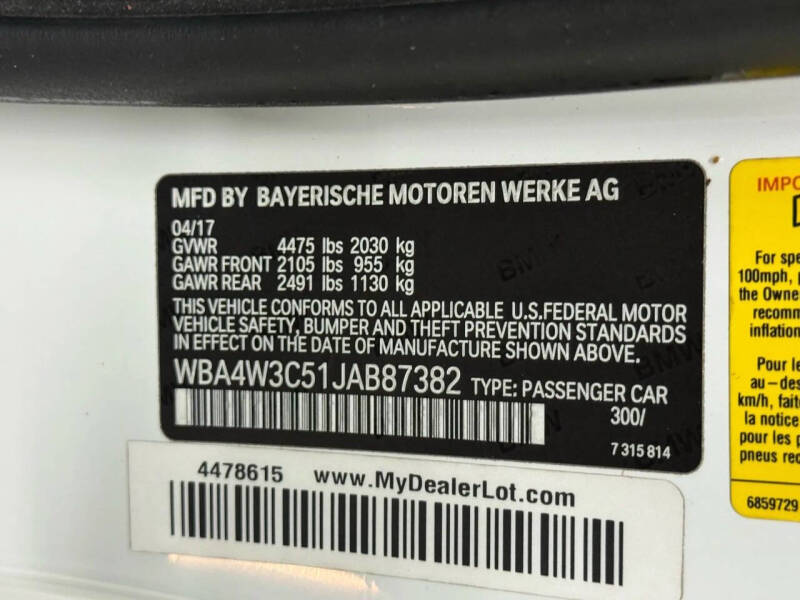 MFD BY BAYERISCHE MOTOREN WERKE AG
04/17
GVWR 4475 lbs 2030 kg
GAWR FRONT 2105 lbs 955 kg
GAWR REAR 2491 lbs 1130 kg
THIS VEHICLE CONFORMS TO ALL APPLICABLE U.S.FEDERAL MOTOR
VEHICLE SAFETY, BUMPER AND THEFT PREVENTION STANDARDS
IN EFFECT ON THE DATE OF MANUFACTURE SHOWN ABOVE.
WBA4W3C51JAB87382 TYPE: PASSENGER CAR
300/
7 315 814
4478615 www.MyDealerLot.com
IMPO
For spe
100mph, p
the Owne
recomm
inflation
Pour le
au-des
km/h, fait
la notice
pour les p
pneus rec
6859729